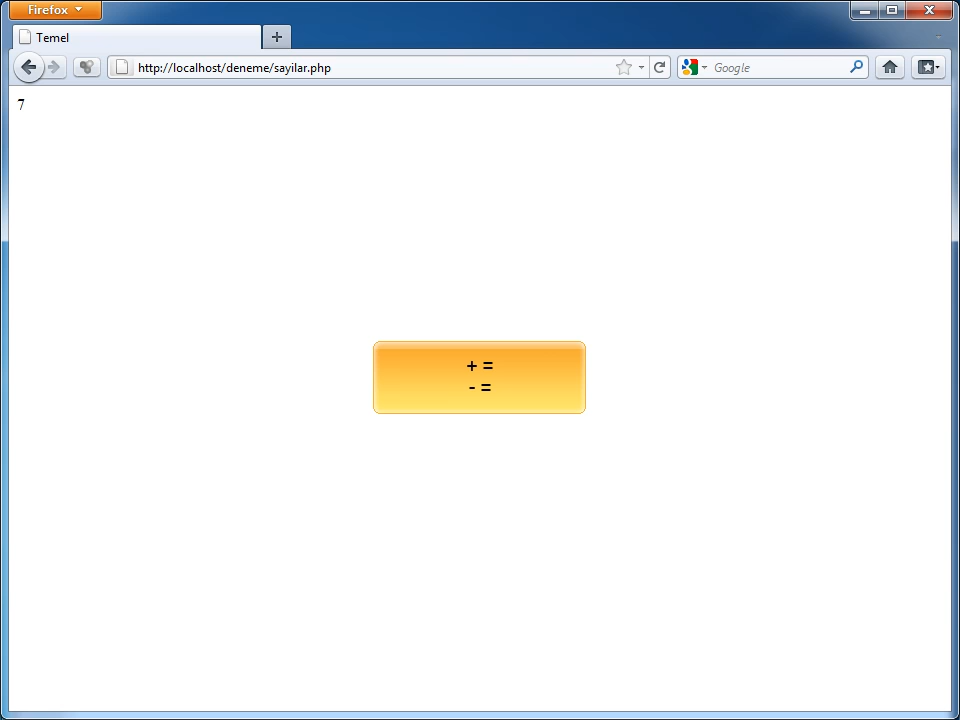 Firefox
Temel
http://localhost/deneme/sayilar.php
Google
7
+ =
- =